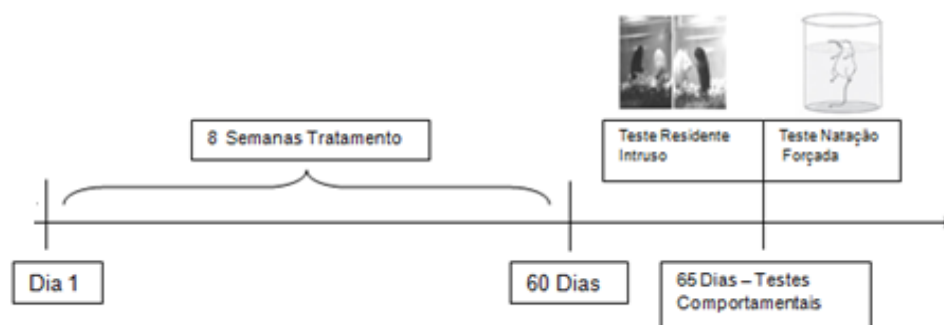 8 Semanas Tratamento
Teste Residente
Intruso
Teste Natação
Forçada
Dia 1
60 Dias
65 Dias – Testes
Comportamentais